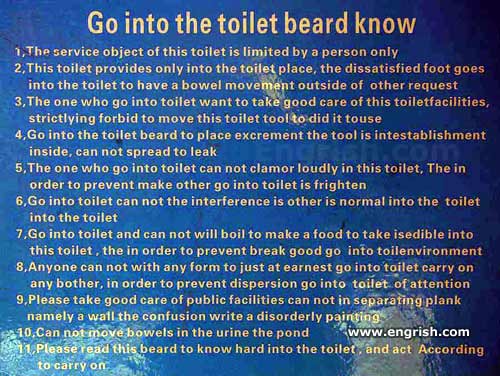 Go into the toilet beard know
1,The service object of this toilet is limited by a person only
2,This toilet provides only into the toilet place, the dissatisfied foot goes
into the toilet to have a bowel movement outside of other request
3,The one who go into toilet want to take good care of this toiletfacilities,
strictlying forbid to move this toilet tool to did it touse
4,Go into the toilet beard to place excrement the tool is intestablishment
inside, can not spread to leak
Engrish.com
5,The one who go into toilet can not clamor loudly in this toilet, The in
order to prevent make other go into toilet is frighten
6,Go into toilet can not the interference is other is normal into the toilet
into the toilet
7,Go into toilet and can not will boil to make a food to take isedible into
this toilet , the in order to prevent break good go into toilenvironment
8,Anyone can not with any form to just at earnest go into toilet carry on
any bother, in order to prevent dispersion go into toilet of attention
9,Please take good care of public facilities can not in separating plank
namely a wall the confusion write a disorderly painting
10,Can not move bowels in the urine the pond
www.engrish.com
11,Please read this beard to know hard into the toilet , and act According
to carry on